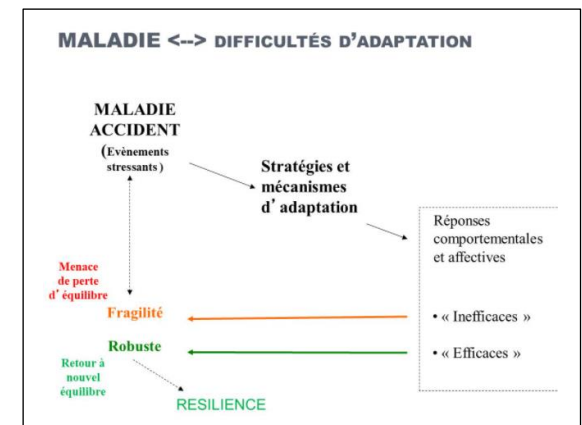 MALADIE <--> DIFFICULTÉS D'ADAPTATION
MALADIE
ACCIDENT
(Evènements
stressants)
Stratégies et
mécanismes
d' adaptation
Réponses
comportementales
et affectives
Menace
de perte
d' équilibre
Fragilité
• « Inefficaces »
Robuste
• « Efficaces »
Retour à
nouvel
équilibre
RESILIENCE